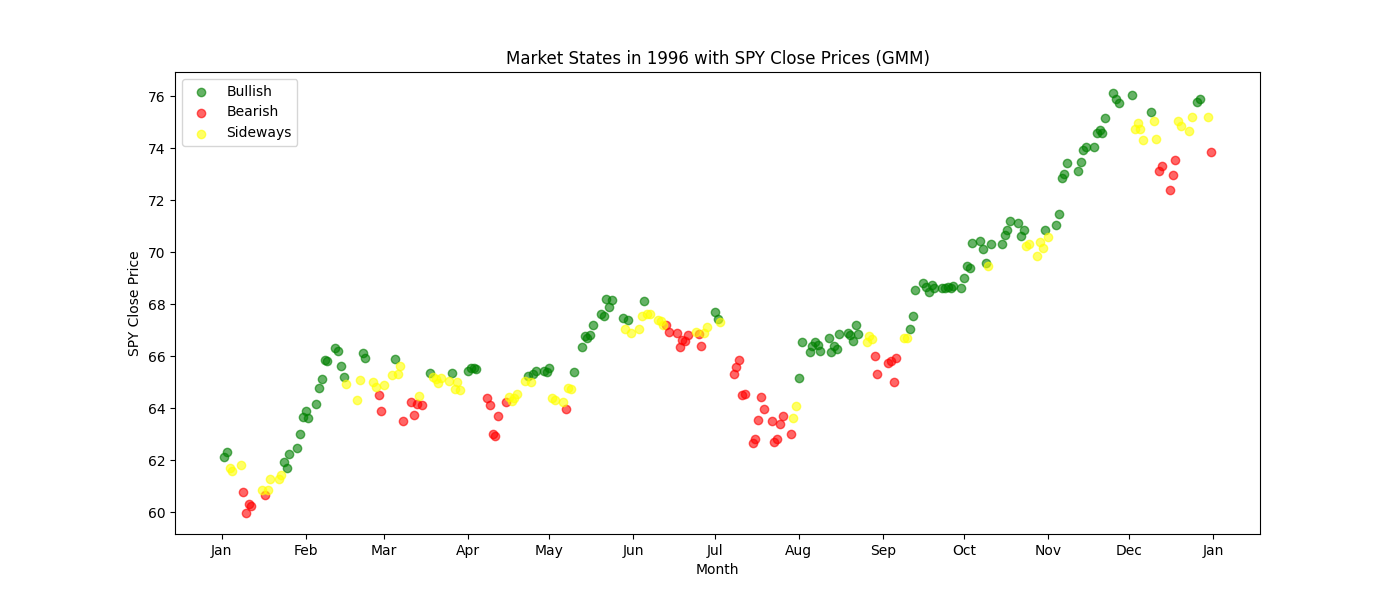 Market States in 1996 with SPY Close Prices (GMM)
Bullish
Bearish
Sideways
76
74
72
70
68
66
64
62
60
SPY Close Price
Jan Feb Mar Apr May Jun Jul Aug Sep Oct Nov Dec Jan
Month